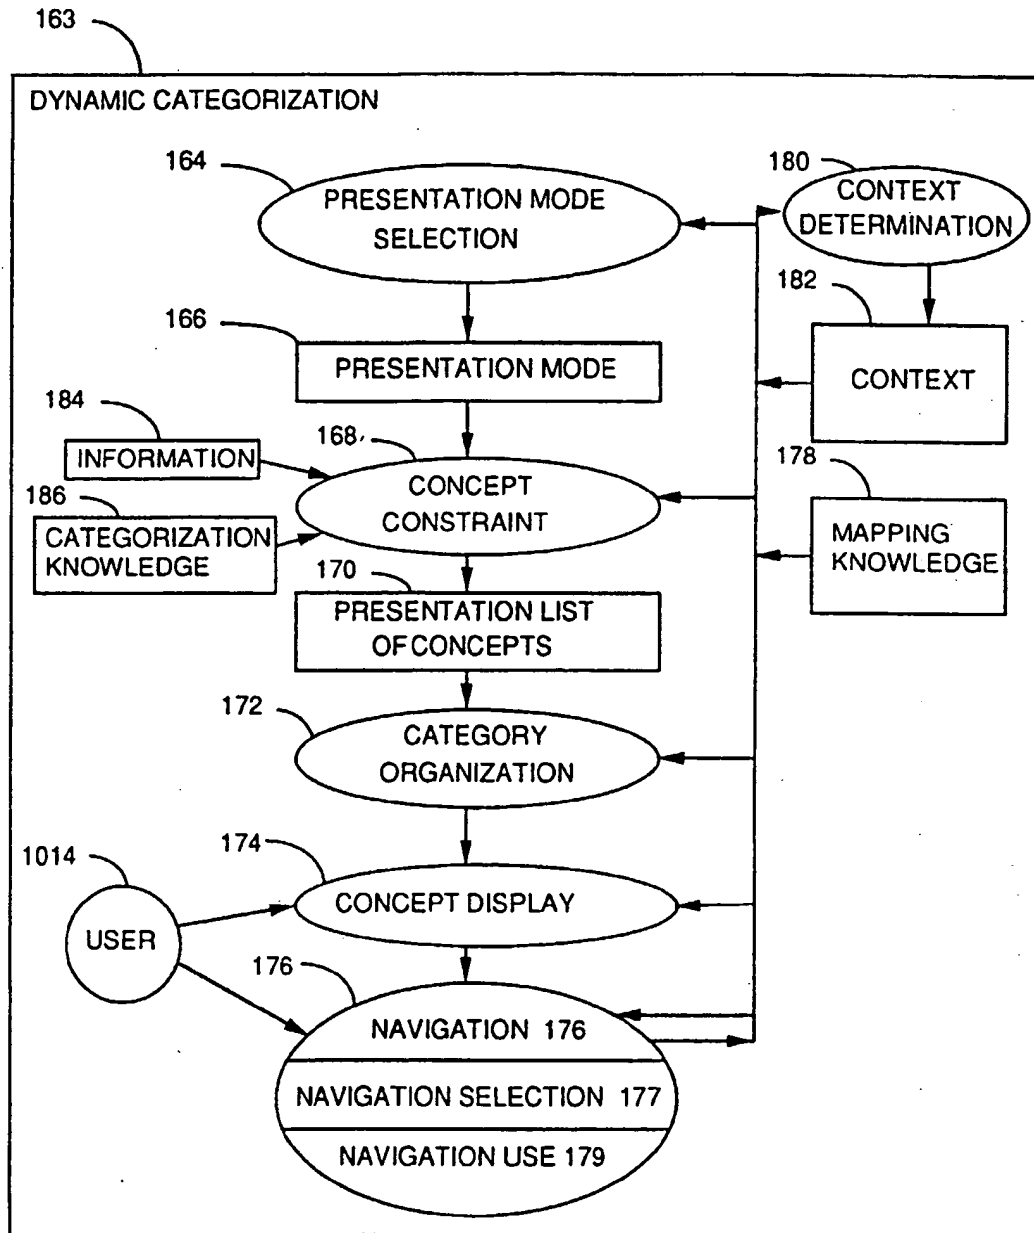 163
DYNAMIC CATEGORIZATION
164
PRESENTATION MODE
SELECTION
180
CONTEXT
DETERMINATION
166
PRESENTATION MODE
182
CONTEXT
184
INFORMATION
168
CONCEPT
CONSTRAINT
186
CATEGORIZATION
KNOWLEDGE
178
MAPPING
KNOWLEDGE
170
PRESENTATION LIST
OF CONCEPTS
172
CATEGORY
ORGANIZATION
174
CONCEPT DISPLAY
1014
USER
176
NAVIGATION 176
NAVIGATION SELECTION 177
NAVIGATION USE 179